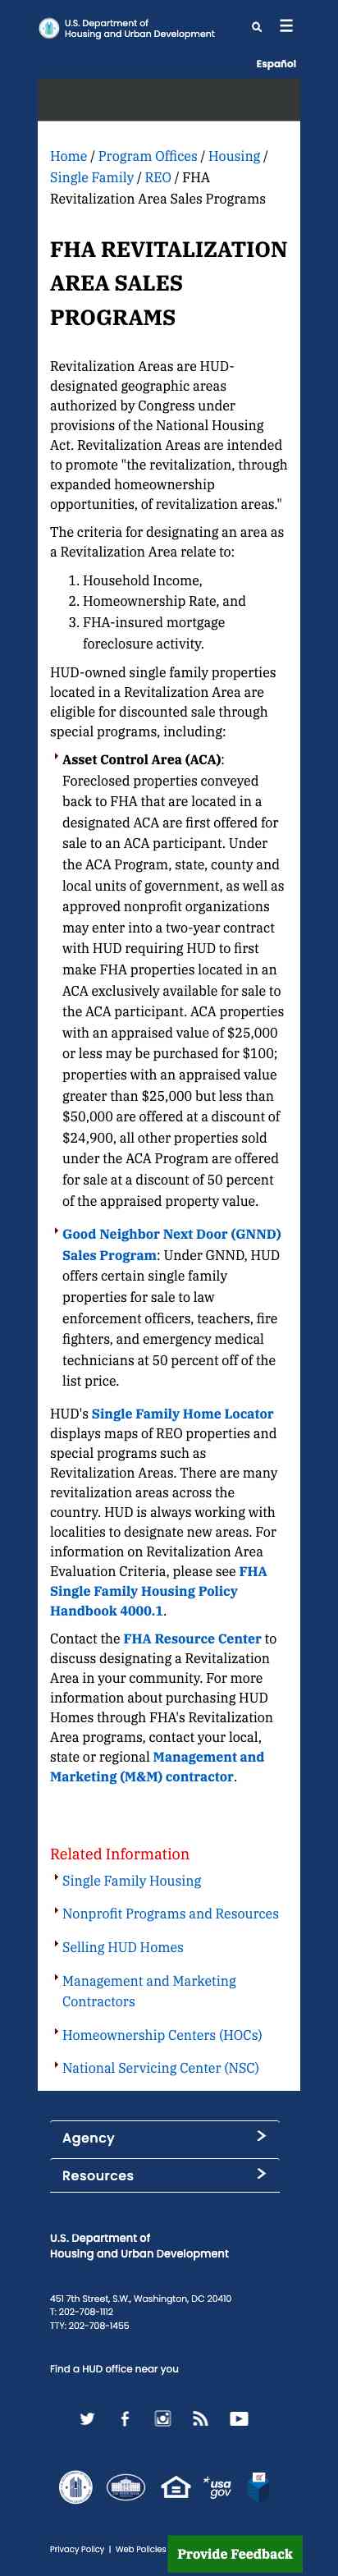 U.S. Department of
Housing and Urban Development
Español
Home / Program Offices / Housing /
Single Family / REO / FHA
Revitalization Area Sales Programs
FHA REVITALIZATION
AREA SALES
PROGRAMS
Revitalization Areas are HUD-
designated geographic areas
authorized by Congress under
provisions of the National Housing
Act. Revitalization Areas are intended
to promote "the revitalization, through
expanded homeownership
opportunities, of revitalization areas."
The criteria for designating an area as
a Revitalization Area relate to:
1. Household Income,
2. Homeownership Rate, and
3. FHA-insured mortgage
foreclosure activity.
HUD-owned single family properties
located in a Revitalization Area are
eligible for discounted sale through
special programs, including:
Asset Control Area (ACA):
Foreclosed properties conveyed
back to FHA that are located in a
designated ACA are first offered for
sale to an ACA participant. Under
the ACA Program, state, county and
local units of government, as well as
approved nonprofit organizations
may enter into a two-year contract
with HUD requiring HUD to first
make FHA properties located in an
ACA exclusively available for sale to
the ACA participant. ACA properties
with an appraised value of $25,000
or less may be purchased for $100;
properties with an appraised value
greater than $25,000 but less than
$50,000 are offered at a discount of
$24,900, all other properties sold
under the ACA Program are offered
for sale at a discount of 50 percent
of the appraised property value.
Good Neighbor Next Door (GNND)
Sales Program: Under GNND, HUD
offers certain single family
properties for sale to law
enforcement officers, teachers, fire
fighters, and emergency medical
technicians at 50 percent off of the
list price.
HUD's Single Family Home Locator
displays maps of REO properties and
special programs such as
Revitalization Areas. There are many
revitalization areas across the
country. HUD is always working with
localities to designate new areas. For
information on Revitalization Area
Evaluation Criteria, please see FHA
Single Family Housing Policy
Handbook 4000.1.
Contact the FHA Resource Center to
discuss designating a Revitalization
Area in your community. For more
information about purchasing HUD
Homes through FHA's Revitalization
Area programs, contact your local,
state or regional Management and
Marketing (M&M) contractor.
Related Information
Single Family Housing
Nonprofit Programs and Resources
Selling HUD Homes
Management and Marketing
Contractors
Homeownership Centers (HOCs)
National Servicing Center (NSC)
Agency
Resources
U.S. Department of
Housing and Urban Development
451 7th Street, S.W., Washington, DC 20410
T: 202-708-1112
TTY: 202-708-1455
Find a HUD office near you
usa
gov
Privacy Policy | Web Policies
Provide Feedback